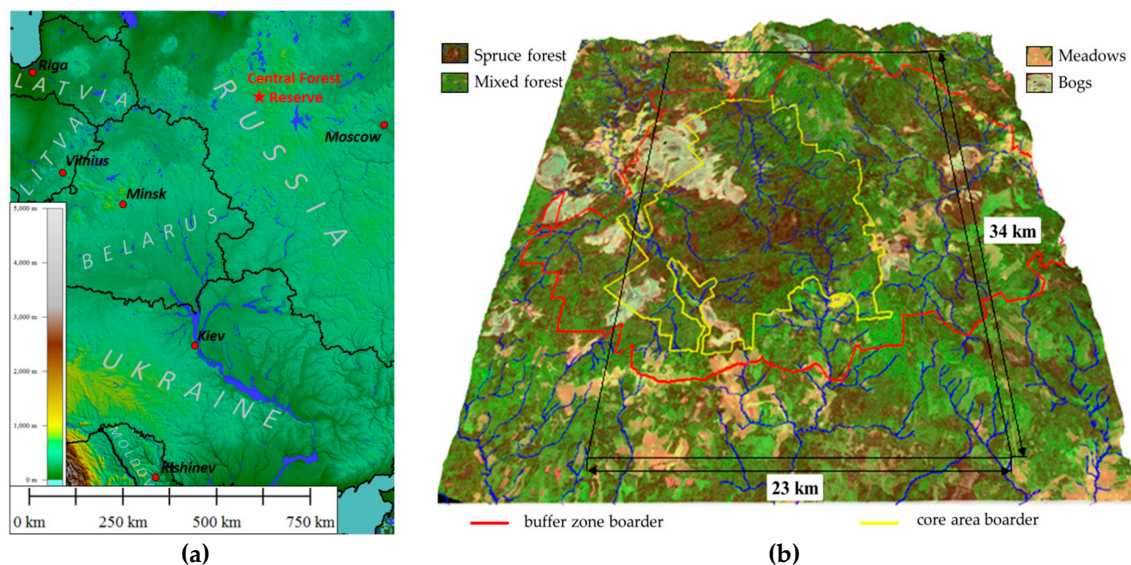 Riga
LATVIA
LITVA
Vilnius
Minsk
BELARUS
RUSSIA
Central Forest
Reserve
Moscow
5,000 m
4,000 m
3,000 m
2,000 m
1,000 m
0 m
Kiev
UKRAINE
MOLDOV
Kishinev
0 km
250 km
500 km
750 km
(a)
Spruce forest
Mixed forest
Meadows
Bogs
34 km
23 km
buffer zone boarder
core area boarder
(b)